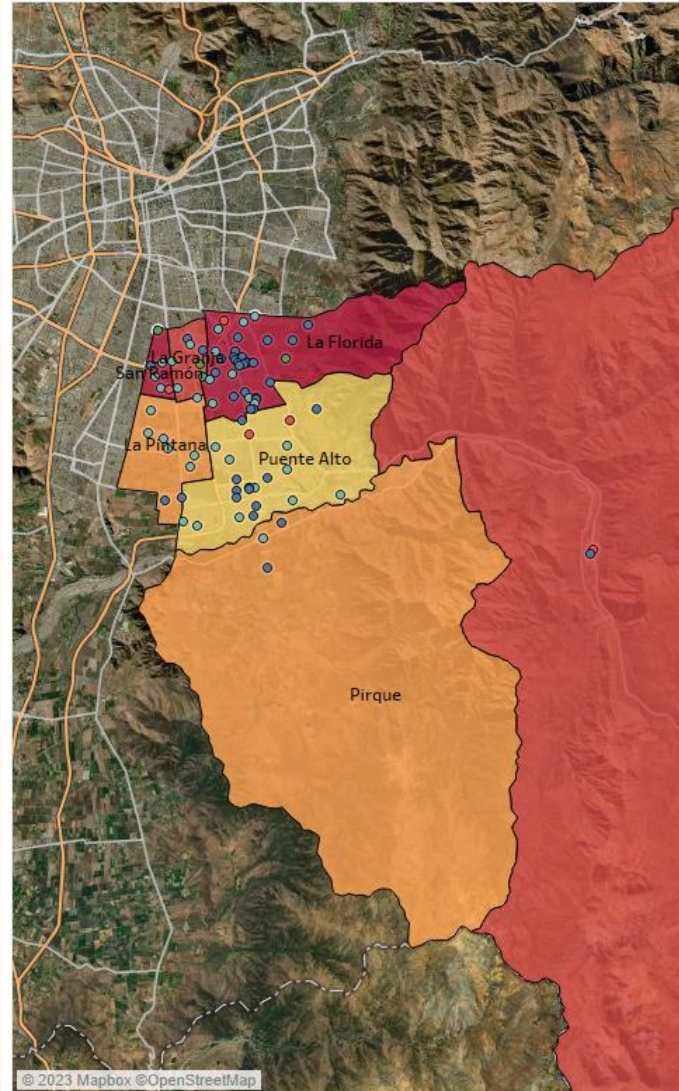 La Florida
La Granja
San Ramón
La Pintana
Puente Alto
Pirque
© 2023 Mapbox ©OpenStreetMap